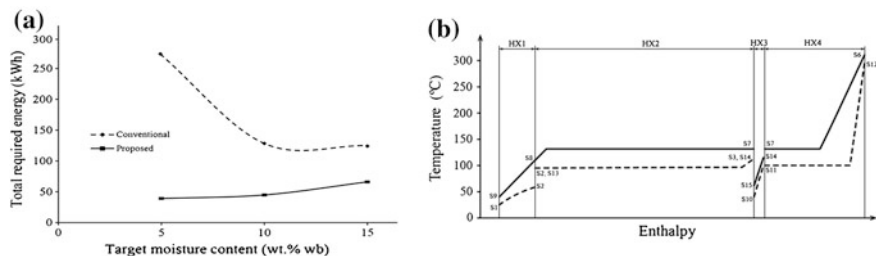 (a)
300
250
200
150
100
50
0
0
5
10
15
Total required energy (kWh)
Target moisture content (wt.% wb)
Conventional
Proposed
(b)
HX1
HX2
HX3
HX4
300
250
200
150
100
50
0
Temperature (°C)
Enthalpy
S9
S1
S8
S2
S2, S13
S7
S3, S14
S15
S10
S7
S14
S11
S6
S12